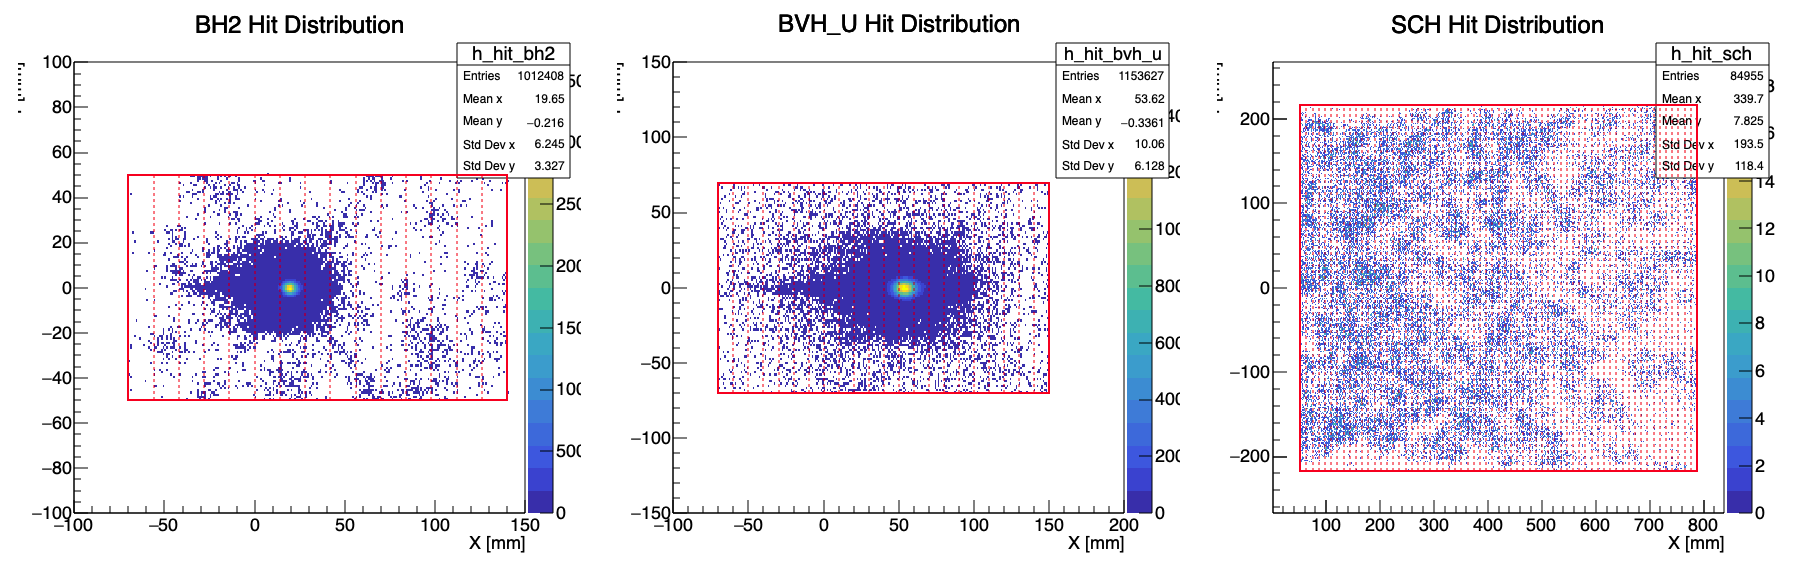 BH2 Hit Distribution
h_hit_bh2
Entries 1012408
Mean x 19.65
Mean y −0.216
Std Dev x 6.245
Std Dev y 3.327
100
80
60
40
20
0
−20
−40
−60
−80
−100
−100 −50 0 50 100 150
X [mm]
250
200
150
100
500
0
BVH_U Hit Distribution
h_hit_bvh_u
Entries 1153627
Mean x 53.62
Mean y −0.3361
Std Dev x 10.06
Std Dev y 6.128
150
100
50
0
−50
−100
−150
−100 −50 0 50 100 150 200
X [mm]
100
800
600
400
200
0
SCH Hit Distribution
h_hit_sch
Entries 84955
Mean x 339.7
Mean y 7.825
Std Dev x 193.5
Std Dev y 118.4
200
100
0
−100
−200
100 200 300 400 500 600 700 800
X [mm]
14
12
10
8
6
4
2
0